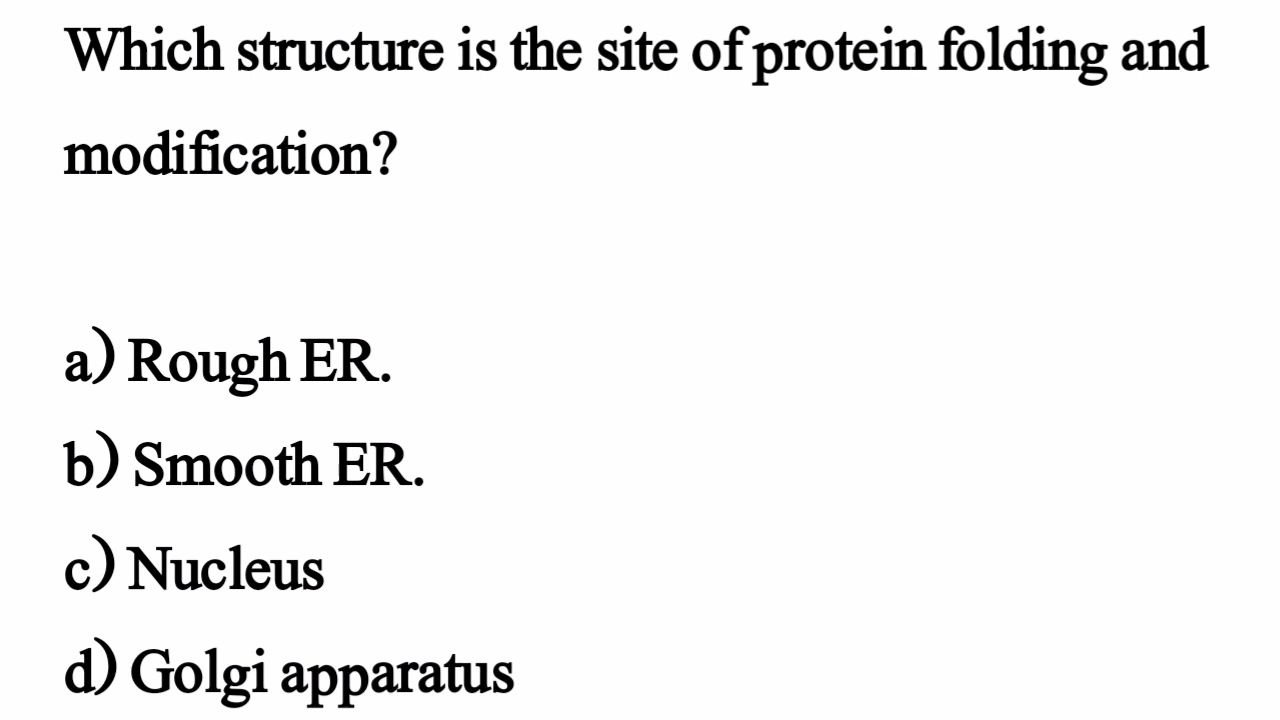 Which structure is the site of protein folding and
modification?
a) Rough ER.
b) Smooth ER.
c) Nucleus
d) Golgi apparatus